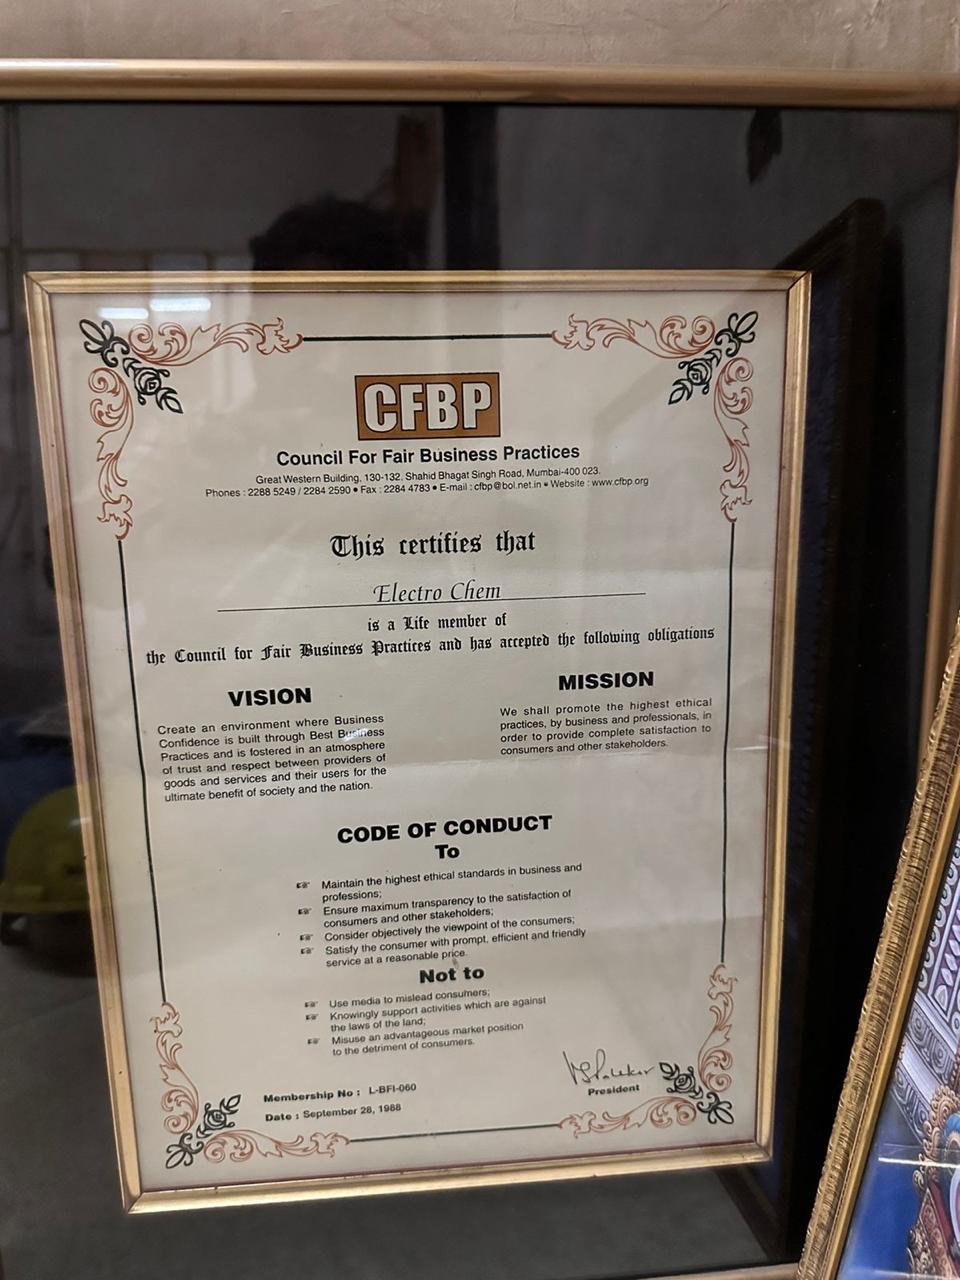 CFBP
Council For Fair Business Practices
Great Western Building, 130-132, Shahid Bhagat Singh Road, Mumbai-400 023.
Phones : 2288 5249 / 2284 2590 • Fax : 2284 4783 • E-mail : cfbp@bol.net.in • Website : www.cfbp.org
This certifies that
Electro Chem
is a Life member of
the Council for Fair Business Practices and has accepted the following obligations
VISION
Create an environment where Business
Confidence is built through Best Business
Practices and is fostered in an atmosphere
of trust and respect between providers of
goods and services and their users for the
ultimate benefit of society and the nation.
MISSION
We shall promote the highest ethical
practices, by business and professionals, in
order to provide complete satisfaction to
consumers and other stakeholders.
CODE OF CONDUCT
To
Maintain the highest ethical standards in business and
professions;
Ensure maximum transparency to the satisfaction of
consumers and other stakeholders;
Consider objectively the viewpoint of the consumers;
Satisfy the consumer with prompt, efficient and friendly
service at a reasonable price.
Not to
Use media to mislead consumers;
Knowingly support activities which are against
the laws of the land;
Misuse an advantageous market position
to the detriment of consumers.
Membership No : L-BFI-060
Date : September 28, 1988
President